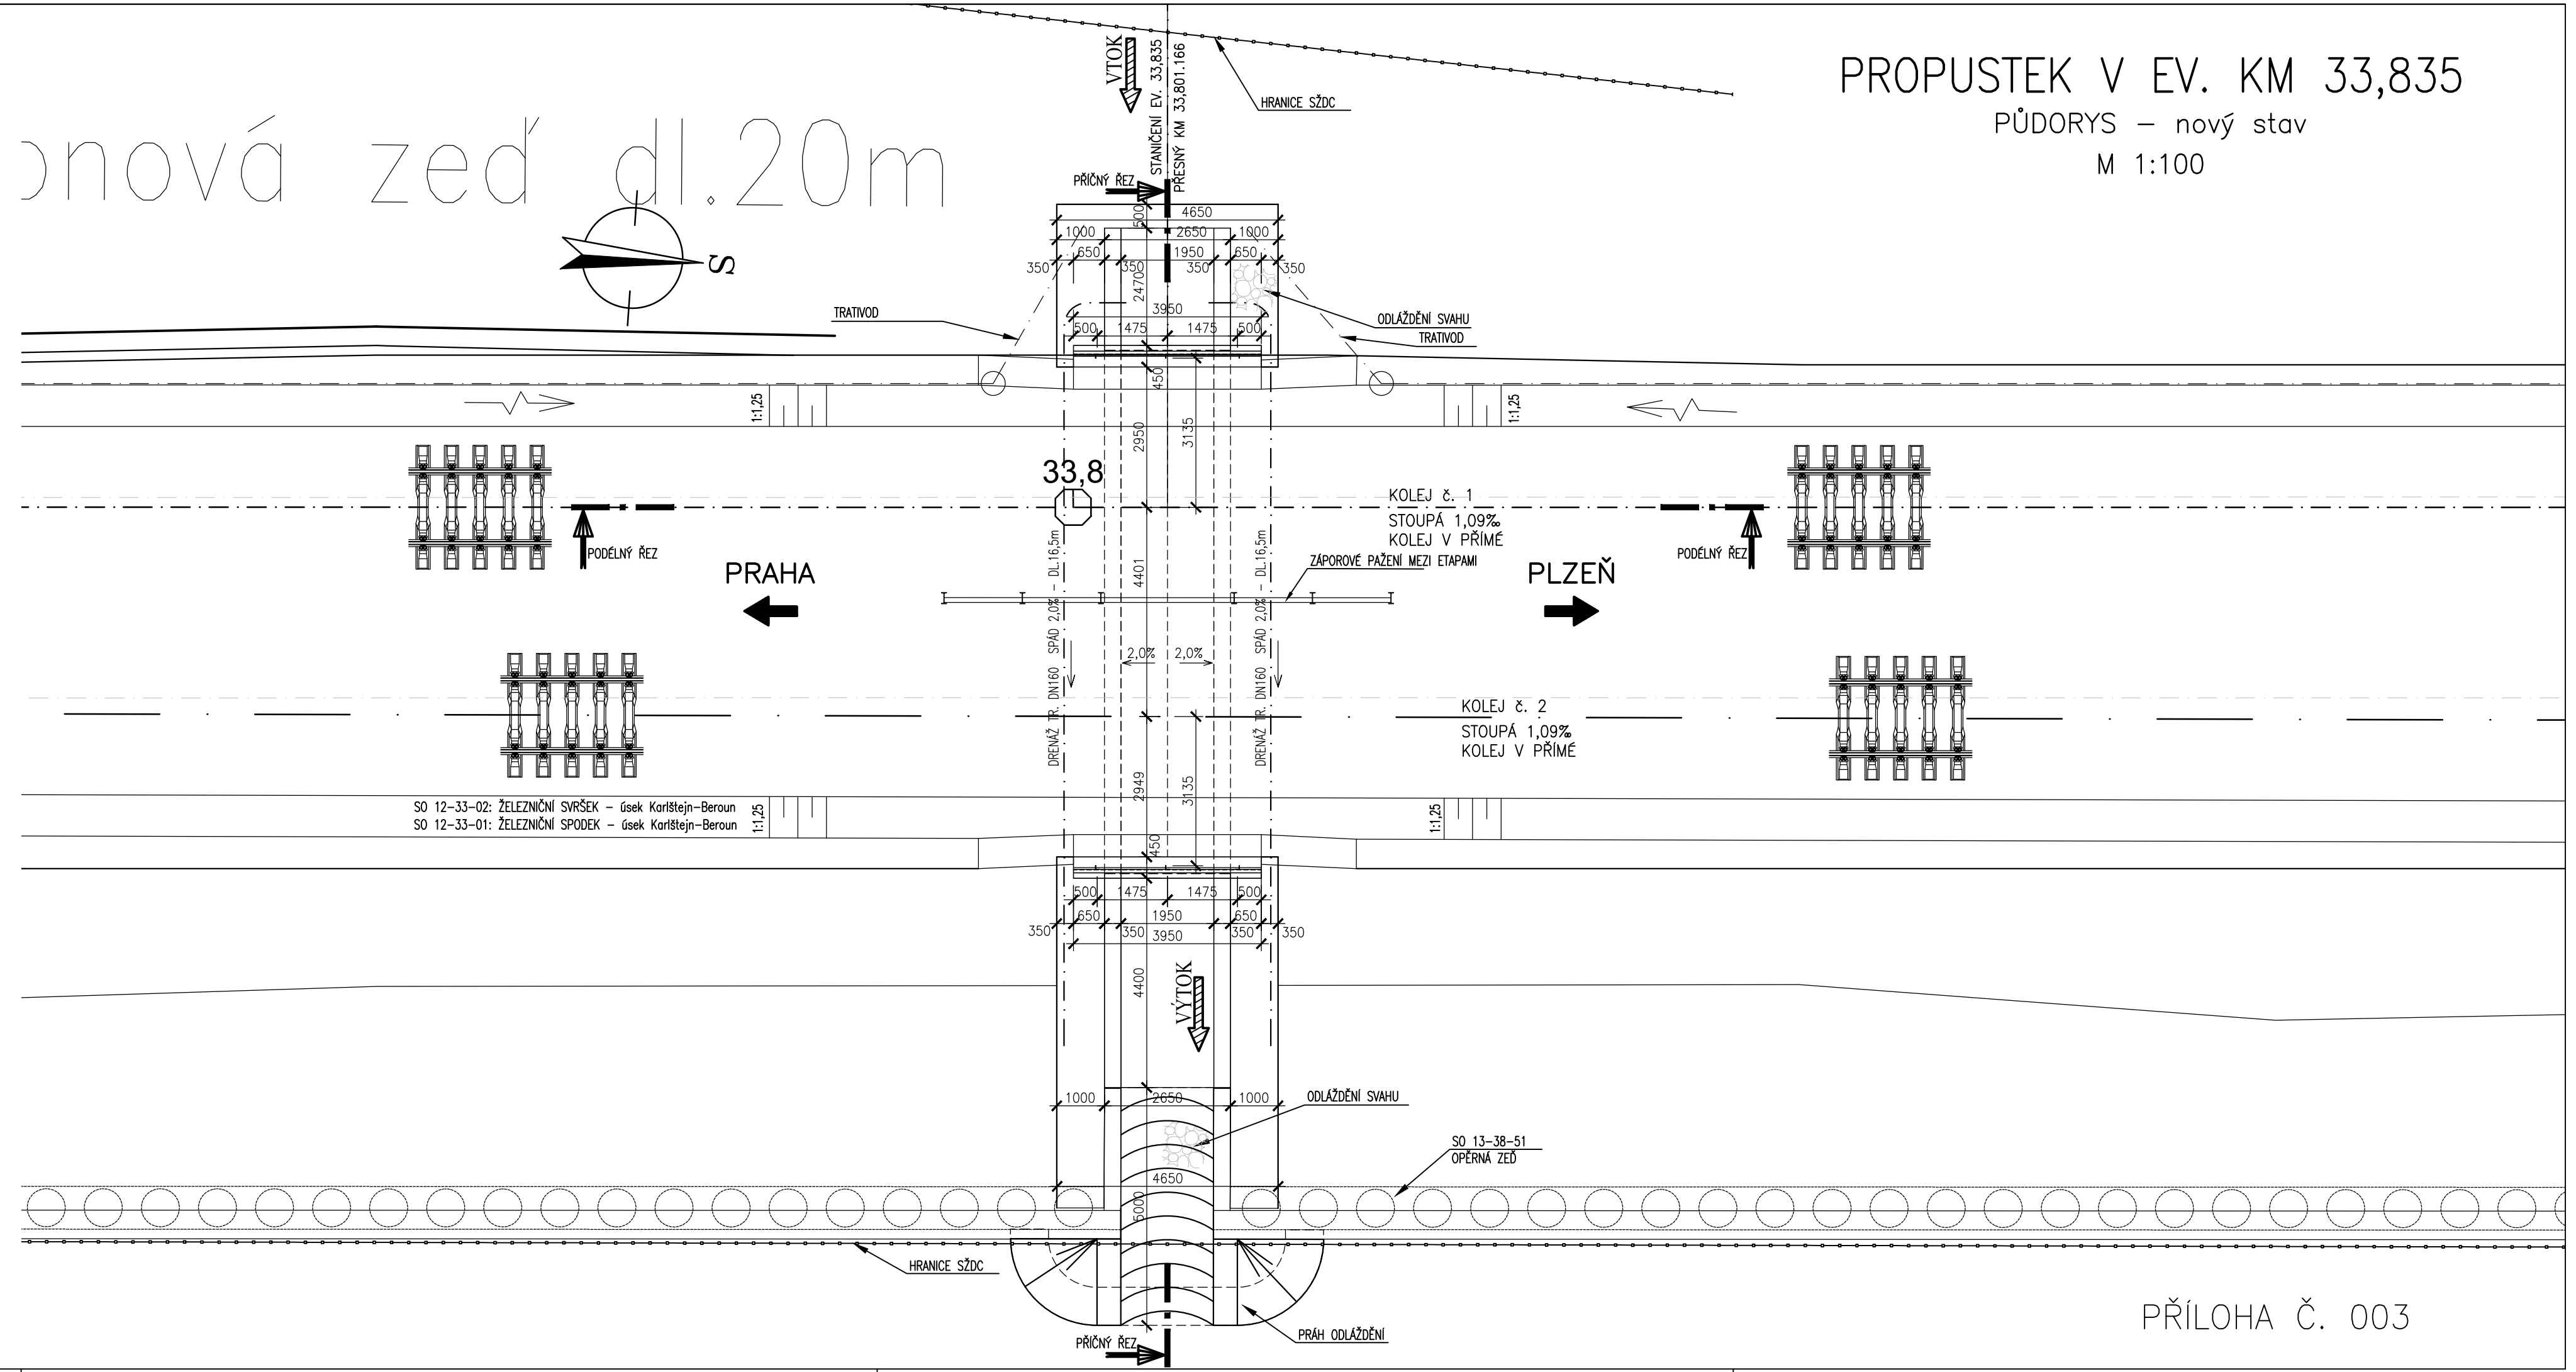 PROPUSTEK V EV. KM 33,835
PŮDORYS – nový stav
M 1:100
onová zeď dl.20m
S
VTOK
STANIČENÍ EV. 33,835
PŘESNÝ KM 33,801.166
HRANICE SŽDC
PŘÍČNÝ ŘEZ
500
4650
1000
2650
1000
650
1950
650
350
350
350
350
2470
3950
500
1475
1475
500
ODLÁŽDĚNÍ SVAHU
TRATIVOD
TRATIVOD
450
1:1,25
1:1,25
2950
3135
33,8
KOLEJ č. 1
STOUPÁ 1,09‰
KOLEJ V PŘÍMÉ
PODÉLNÝ ŘEZ
PODÉLNÝ ŘEZ
ZÁPOROVÉ PAŽENÍ MEZI ETAPAMI
PRAHA
PLZEŇ
4401
DRENÁŽ TR. DN160 SPÁD 2,0% – DL.16,5m
DRENÁŽ TR. DN160 SPÁD 2,0% – DL.16,5m
2,0%
2,0%
KOLEJ č. 2
STOUPÁ 1,09‰
KOLEJ V PŘÍMÉ
2949
3135
SO 12-33-02: ŽELEZNIČNÍ SVRŠEK – úsek Karlštejn-Beroun
SO 12-33-01: ŽELEZNIČNÍ SPODEK – úsek Karlštejn-Beroun
1:1,25
1:1,25
450
500
1475
1475
500
650
1950
650
350
350
350
350
3950
4400
VÝTOK
1000
2650
1000
ODLÁŽDĚNÍ SVAHU
SO 13-38-51
OPĚRNÁ ZEĎ
4650
5000
HRANICE SŽDC
PRÁH ODLÁŽDĚNÍ
PŘÍČNÝ ŘEZ
PŘÍLOHA Č. 003